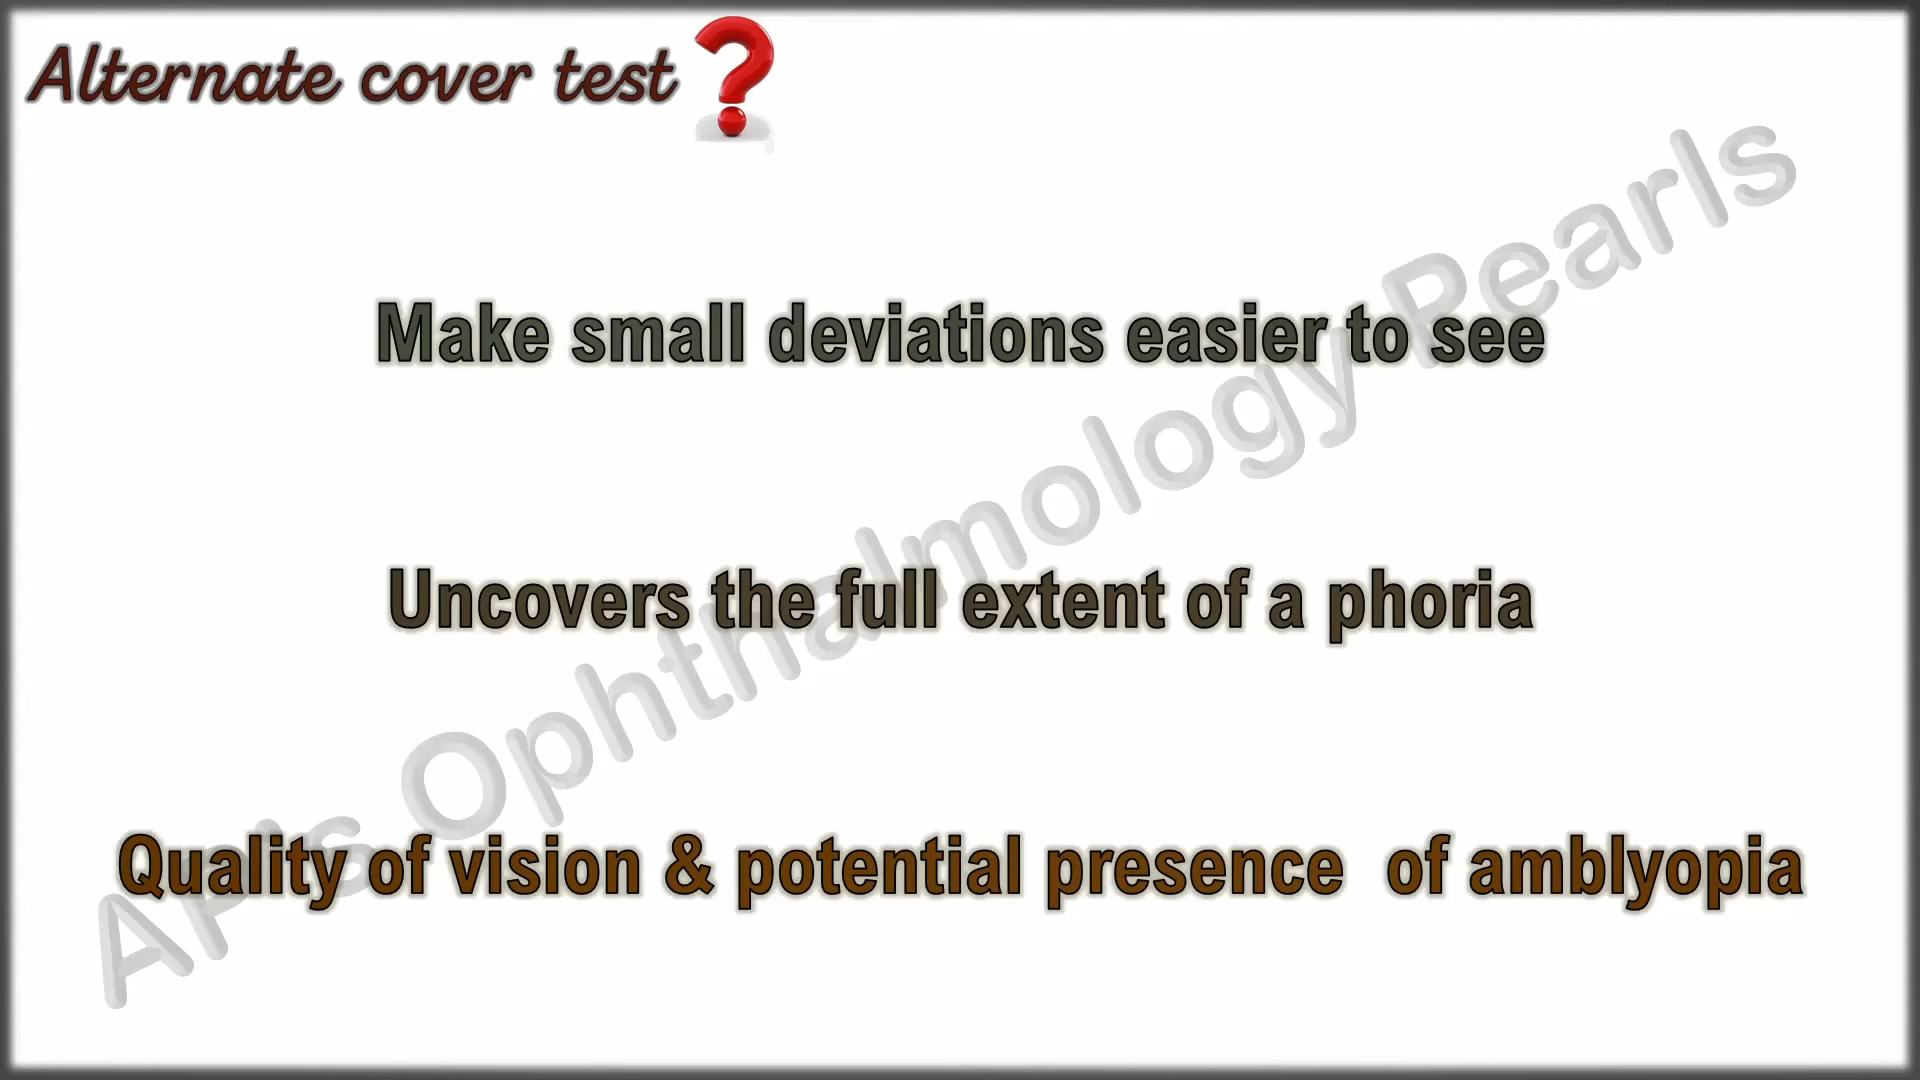 Alternate cover test ?
Make small deviations easier to see
Uncovers the full extent of a phoria
Quality of vision & potential presence of amblyopia
AP's Ophthalmology Pearls